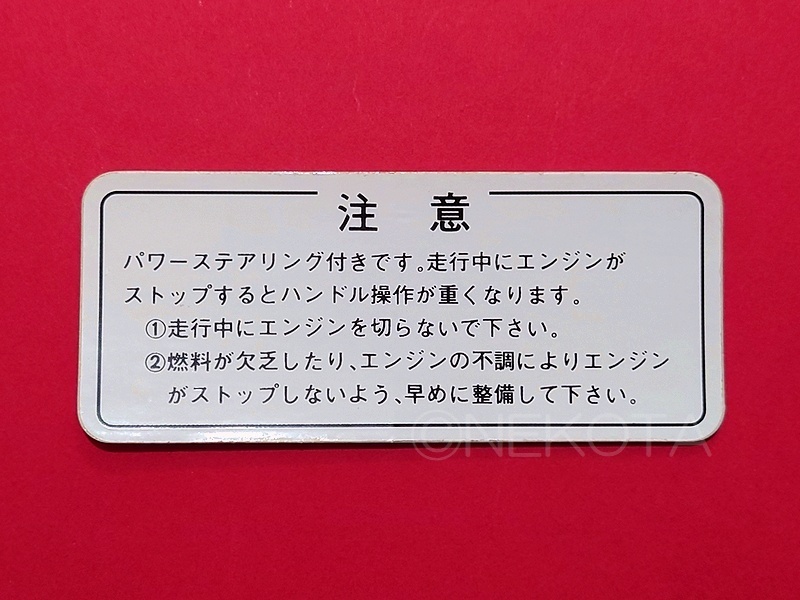 注 意
パワーステアリング付きです。走行中にエンジンが
ストップするとハンドル操作が重くなります。
①走行中にエンジンを切らないで下さい。
②燃料が欠乏したり、エンジンの不調によりエンジン
がストップしないよう、早めに整備して下さい。
©NEKOTA